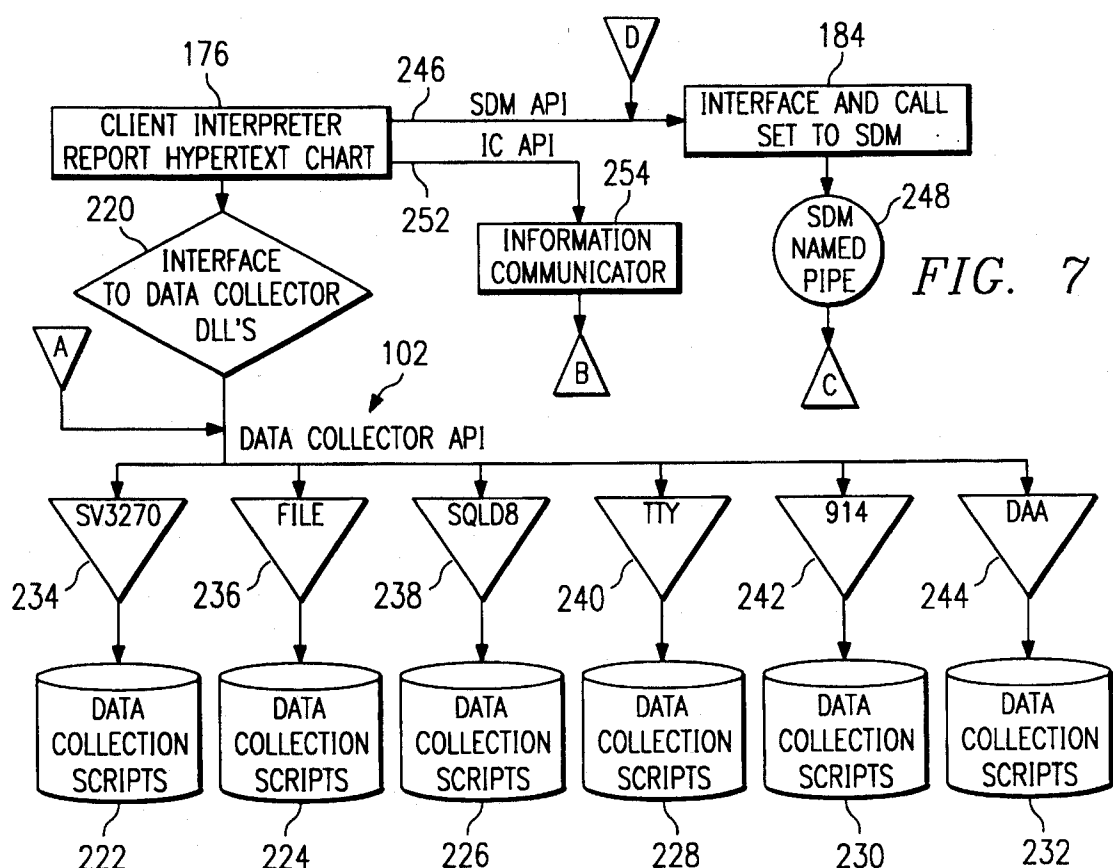 176
246
D
184
CLIENT INTERPRETER
REPORT HYPERTEXT CHART
SDM API
IC API
INTERFACE AND CALL
SET TO SDM
220
252
254
248
INTERFACE
TO DATA COLLECTOR
DLL'S
INFORMATION
COMMUNICATOR
SDM
NAMED
PIPE
FIG. 7
A
102
B
C
DATA COLLECTOR API
SV3270
FILE
SQLD8
TTY
914
DAA
234
236
238
240
242
244
DATA
COLLECTION
SCRIPTS
DATA
COLLECTION
SCRIPTS
DATA
COLLECTION
SCRIPTS
DATA
COLLECTION
SCRIPTS
DATA
COLLECTION
SCRIPTS
DATA
COLLECTION
SCRIPTS
222
224
226
228
230
232